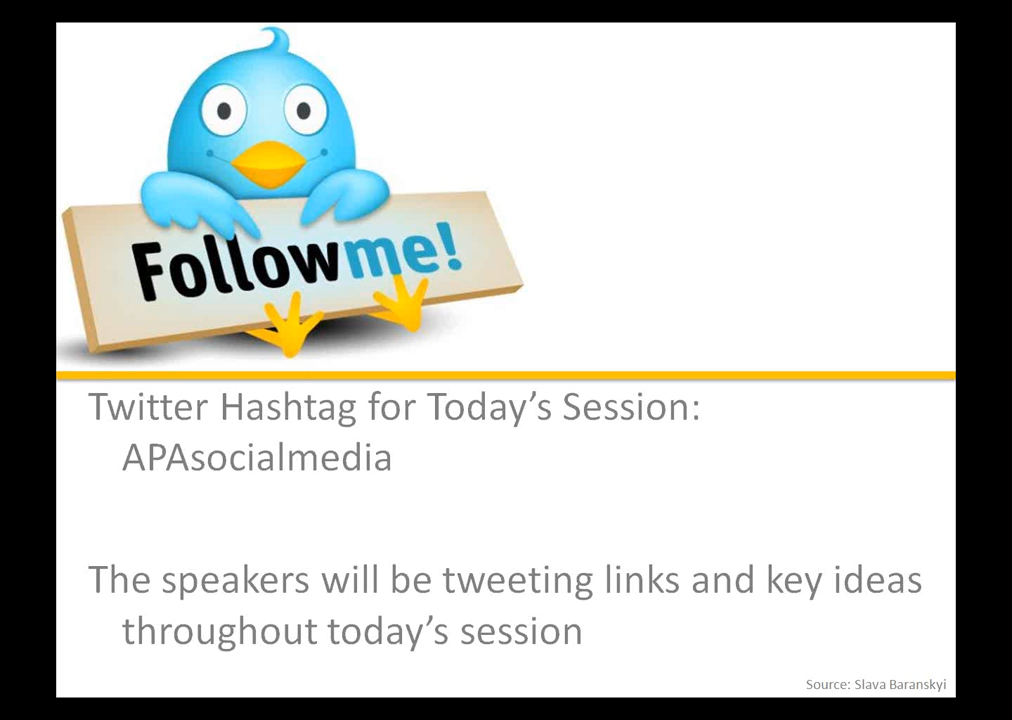 Followme!
Twitter Hashtag for Today’s Session:
APAsocialmedia
The speakers will be tweeting links and key ideas
throughout today’s session
Source: Slava Baranskyi